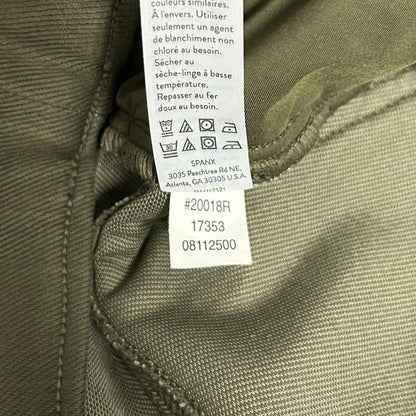 couleurs similaires.
À l'envers. Utiliser
seulement un agent
de blanchiment non
chloré au besoin.
Sécher au
sèche-linge à basse
température.
Repasser au fer
doux au besoin.
SPANX
3035 Peachtree Rd NE,
Atlanta, GA 30305 U.S.A.
#20018R
17353
08112500